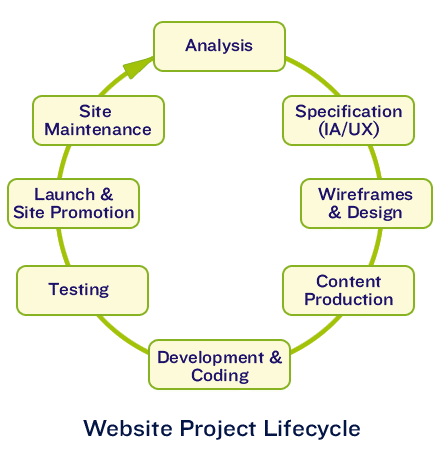 Analysis
Specification
(IA/UX)
Wireframes
& Design
Content
Production
Development &
Coding
Testing
Launch &
Site Promotion
Site
Maintenance
Website Project Lifecycle